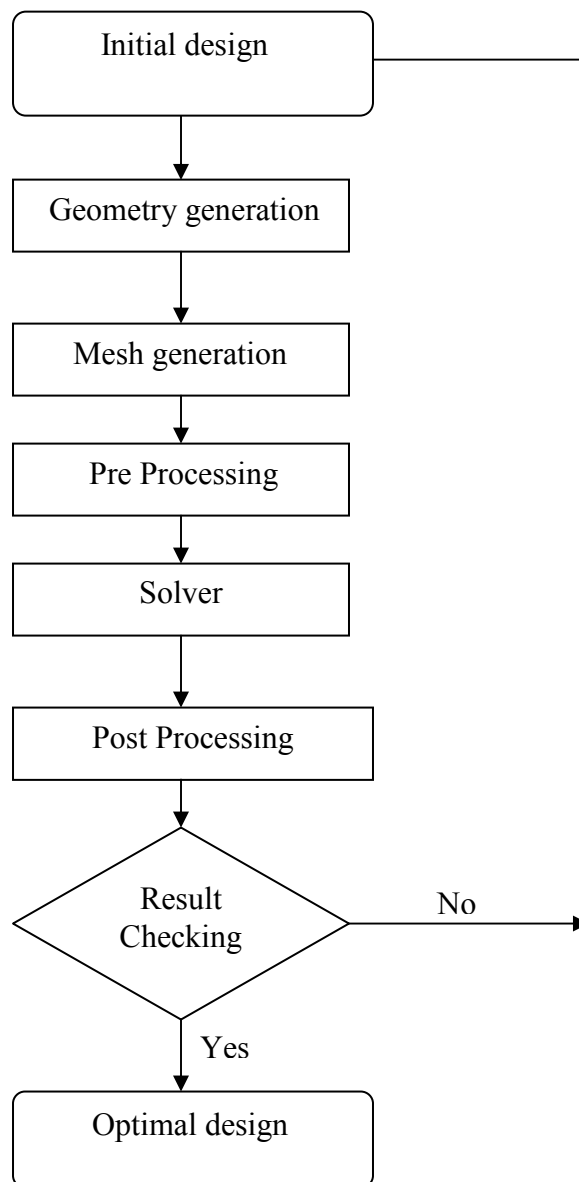 Initial design
Geometry generation
Mesh generation
Pre Processing
Solver
Post Processing
Result
Checking
No
Yes
Optimal design